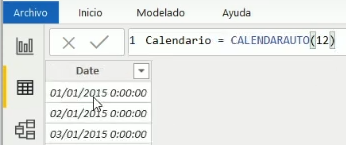 Archivo Inicio Modelado Ayuda
1 Calendario = CALENDARAUTO(12)
Date
01/01/2015 0:00:00
02/01/2015 0:00:00
03/01/2015 0:00:00